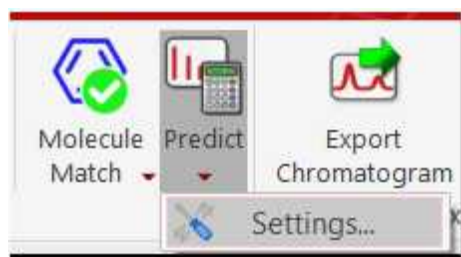 Molecule
Match
Predict
Export
Chromatogram
Settings...